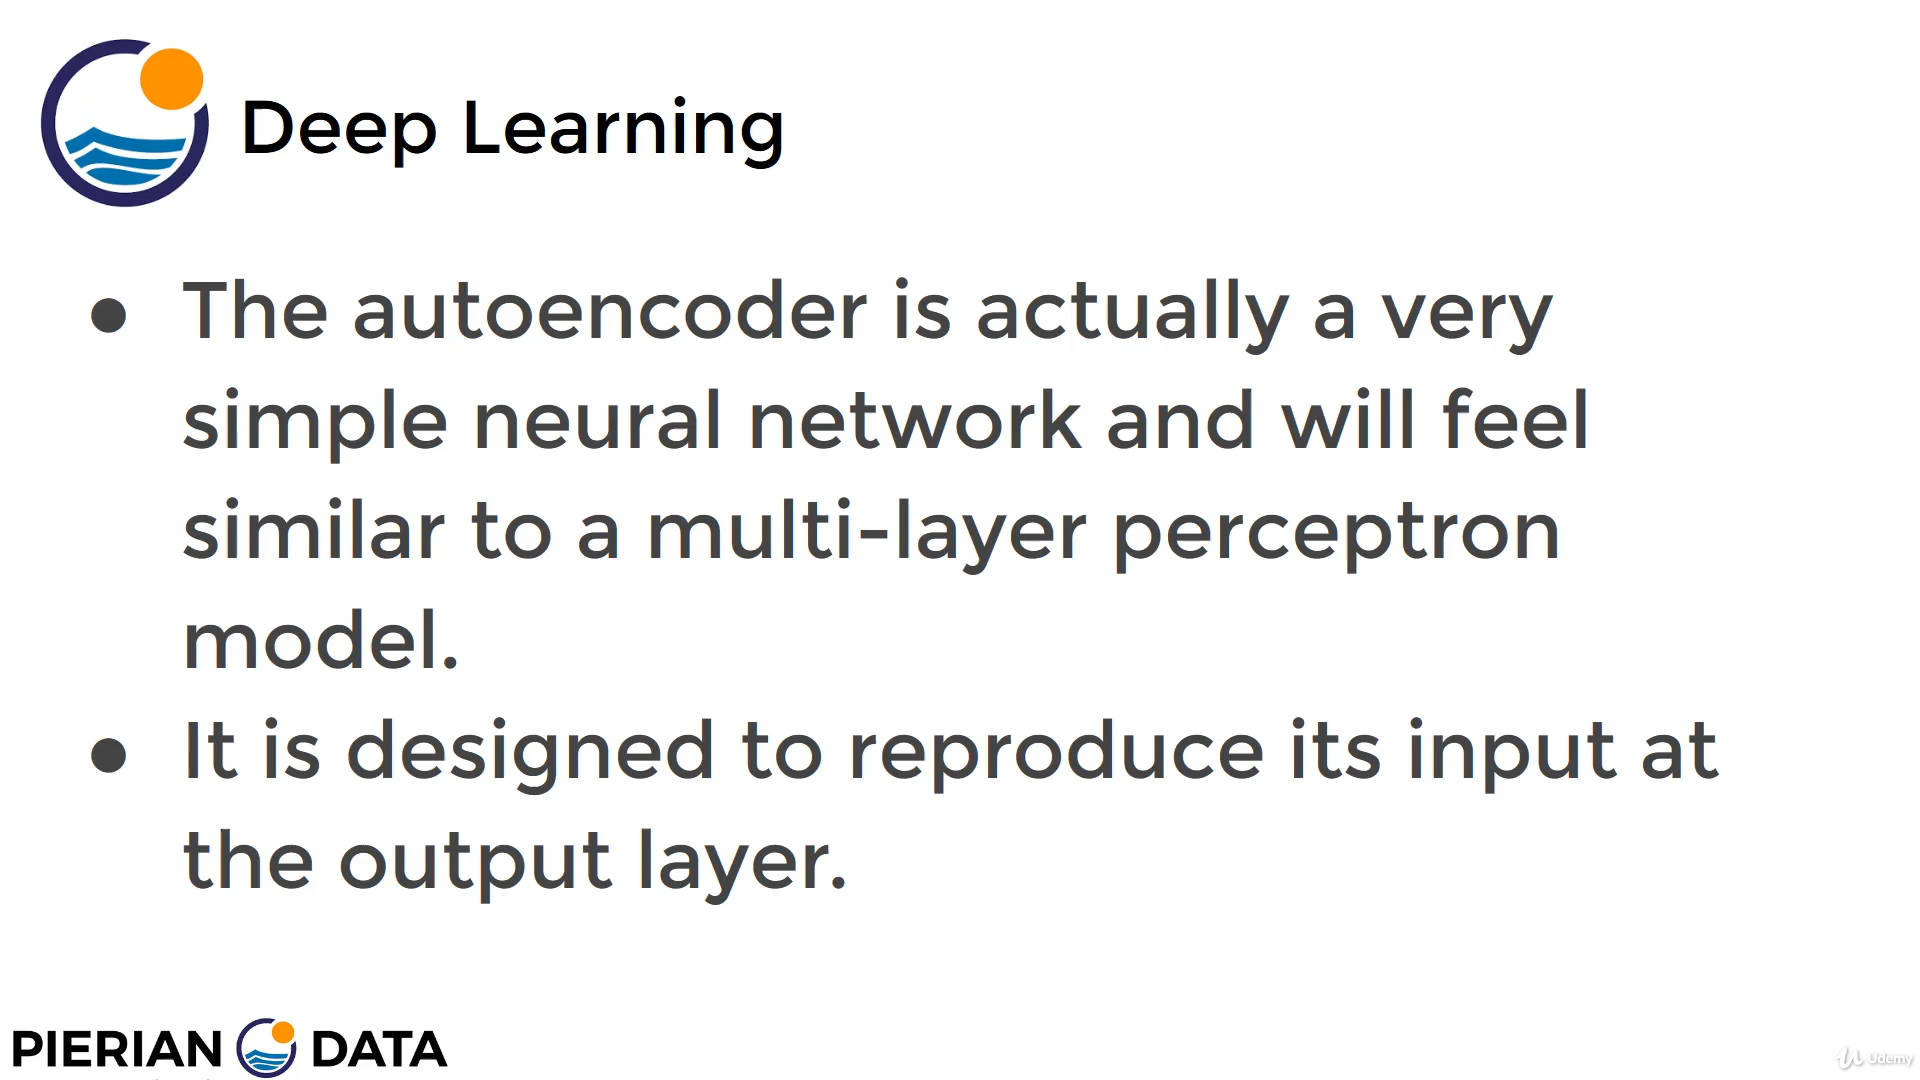 Deep Learning
● The autoencoder is actually a very
simple neural network and will feel
similar to a multi-layer perceptron
model.
● It is designed to reproduce its input at
the output layer.
PIERIAN DATA
Udemy